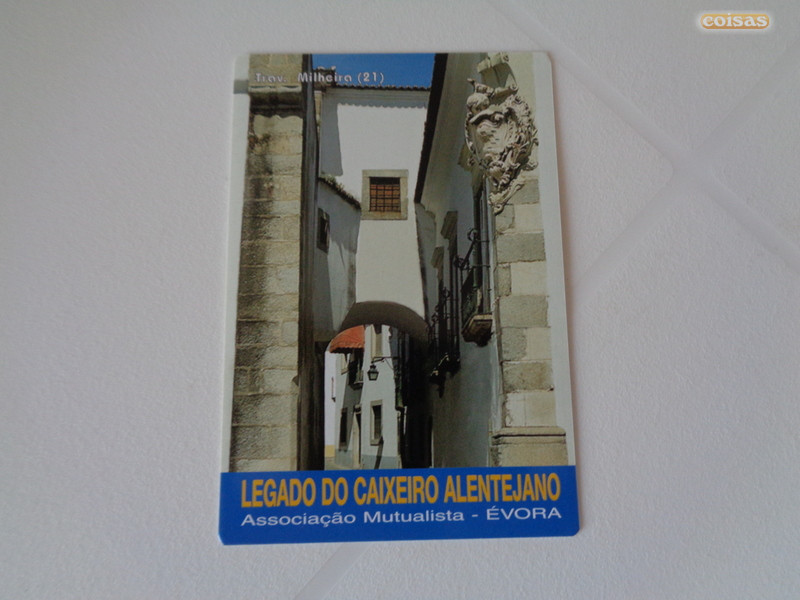 coisas
Trav. Milheira (21)
LEGADO DO CAIXEIRO ALENTEJANO
Associação Mutualista - ÉVORA